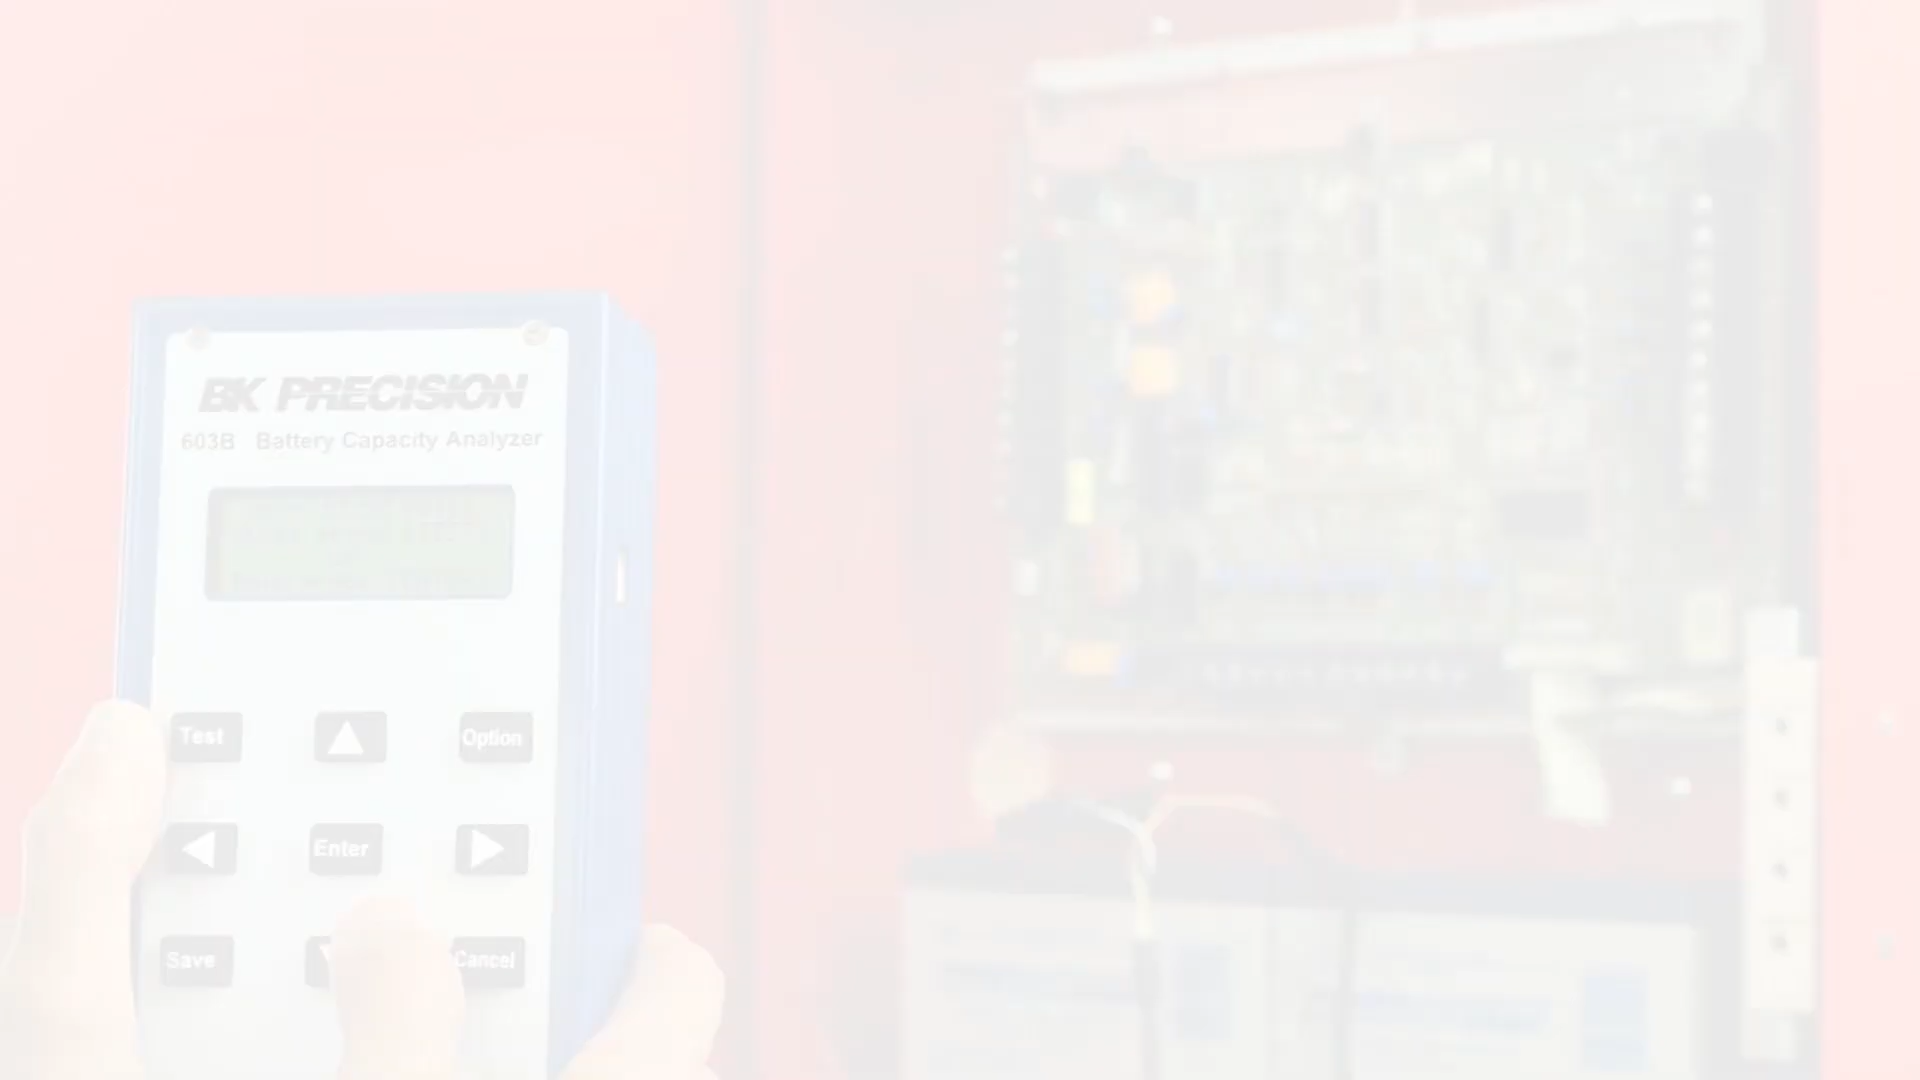 BK PRECISION
603B Battery Capacity Analyzer
Test
Option
Enter
Save
Cancel